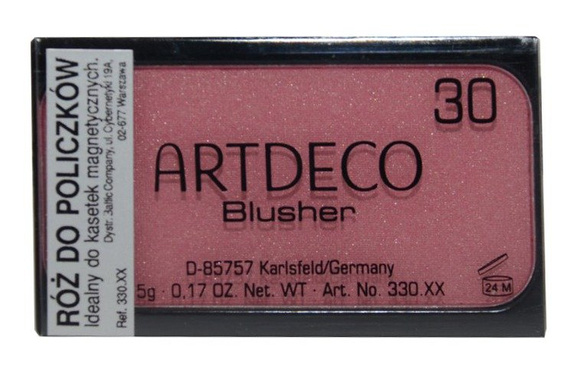 RÓŻ DO POLICZKÓW
Idealny do kasetek magnetycznych.
Dystr. Baltic Company, ul. Cybernetyki 19A,
02-677 Warszawa
Ref. 330.XX
30
ARTDECO
Blusher
D-85757 Karlsfeld/Germany
5g · 0.17 OZ. Net. WT · Art. No. 330.XX
24 M